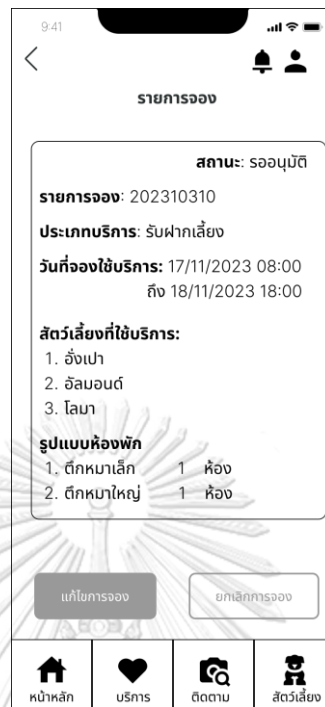 9:41
รายการจอง
สถานะ: รออนุมัติ
รายการจอง: 202310310
ประเภทบริการ: รับฝากเลี้ยง
วันที่จองใช้บริการ: 17/11/2023 08:00
ถึง 18/11/2023 18:00
สัตว์เลี้ยงที่ใช้บริการ:
1. อั่งเปา
2. อัลมอนด์
3. โลมา
รูปแบบห้องพัก
1. ตึกหมาเล็ก 1 ห้อง
2. ตึกหมาใหญ่ 1 ห้อง
แก้ไขการจอง ยกเลิกการจอง
หน้าหลัก บริการ ติดตาม สัตว์เลี้ยง